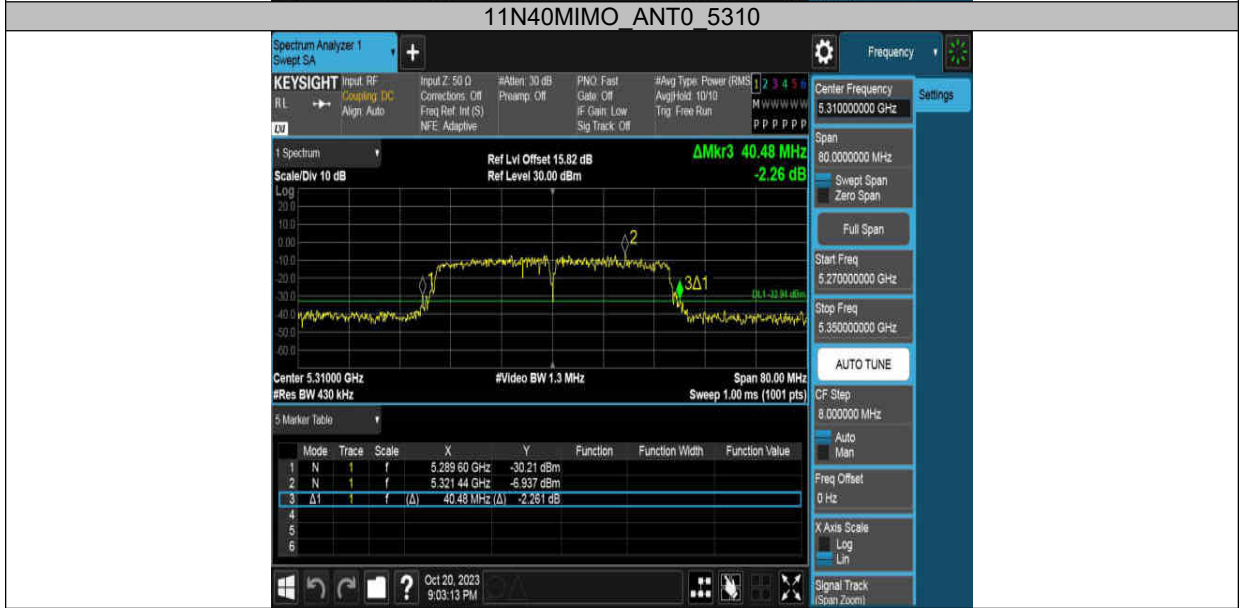 11N40MIMO_ANT0_5310
Spectrum Analyzer 1
Swept SA
+
Frequency
KEYSIGHT
RL
Input: RF
Coupling: DC
Align: Auto
Input Z: 50 Ω
Corrections: Off
Freq Ref: Int (S)
NFE: Adaptive
#Atten: 30 dB
Preamp: Off
PNO: Fast
Gate: Off
IF Gain: Low
Sig Track: Off
#Avg Type: Power (RMS
Avg|Hold: 10/10
Trig: Free Run
1 2 3 4 5 6
M W W W W W
P P P P P P
1 Spectrum
Scale/Div 10 dB
Ref Lvl Offset 15.82 dB
Ref Level 30.00 dBm
ΔMkr3 40.48 MHz
-2.26 dB
Log
20.0
10.0
0.00
-10.0
-20.0
-30.0
-40.0
-50.0
-60.0
1
2
3Δ1
DL1 -32.94 dBm
Center 5.31000 GHz
#Video BW 1.3 MHz
Span 80.00 MHz
#Res BW 430 kHz
Sweep 1.00 ms (1001 pts)
5 Marker Table
Mode Trace Scale X Y Function Function Width Function Value
1 N 1 f 5.289 60 GHz -30.21 dBm
2 N 1 f 5.321 44 GHz -6.937 dBm
3 Δ1 1 f (Δ) 40.48 MHz (Δ) -2.261 dB
4
5
6
Oct 20, 2023
9:03:13 PM
Center Frequency
5.310000000 GHz
Settings
Span
80.0000000 MHz
Swept Span
Zero Span
Full Span
Start Freq
5.270000000 GHz
Stop Freq
5.350000000 GHz
AUTO TUNE
CF Step
8.000000 MHz
Auto
Man
Freq Offset
0 Hz
X Axis Scale
Log
Lin
Signal Track
(Span Zoom)